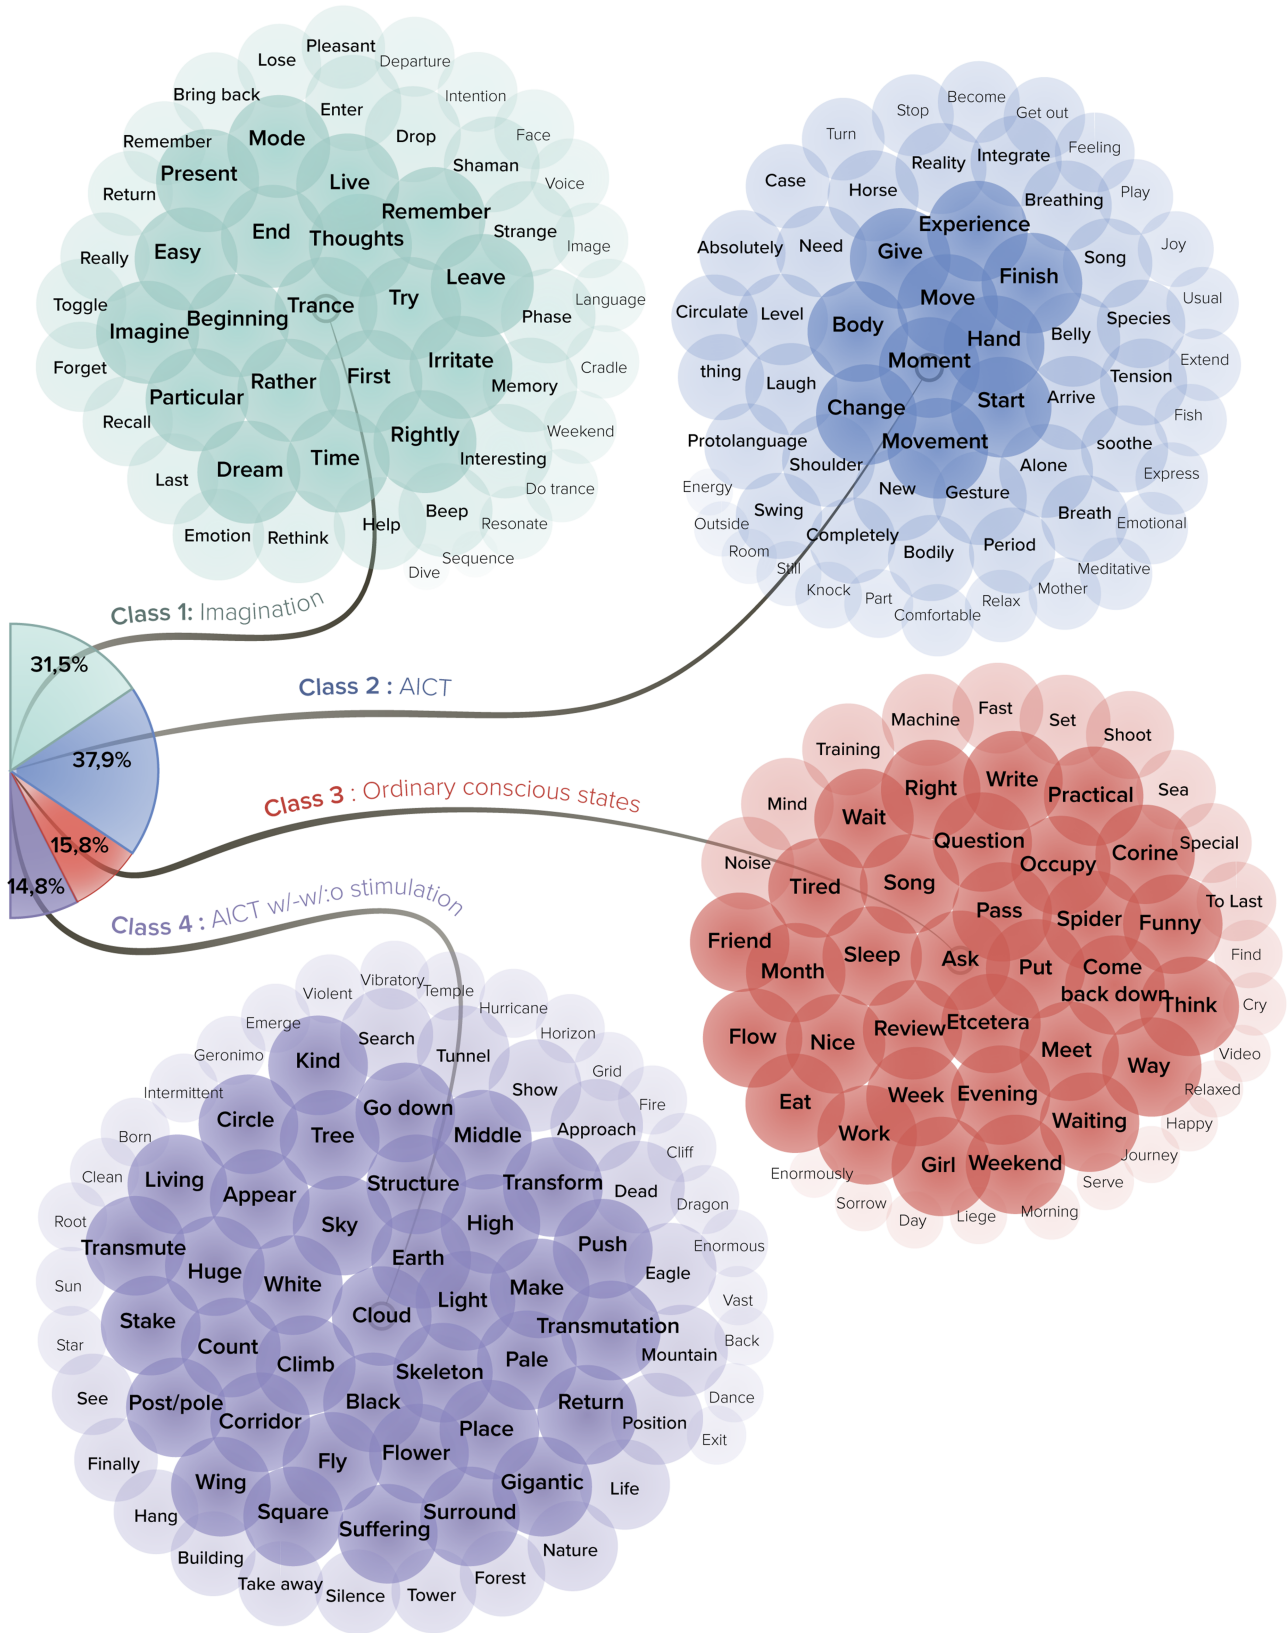 Pleasant
Lose
Departure
Bring back
Intention
Enter
Mode
Drop
Face
Remember
Shaman
Present
Live
Voice
Return
Remember
End
Thoughts
Strange
Image
Easy
Really
Leave
Toggle
Trance
Try
Language
Imagine
Beginning
Phase
Forget
Irritate
Cradle
Rather
First
Memory
Particular
Recall
Rightly
Weekend
Dream
Time
Interesting
Last
Do trance
Beep
Resonate
Help
Emotion
Rethink
Sequence
Dive
Class 1: Imagination
Become
Stop
Get out
Turn
Feeling
Reality
Integrate
Case
Horse
Breathing
Play
Experience
Absolutely
Need
Give
Song
Joy
Finish
Move
Usual
Circulate
Level
Body
Species
Hand
Belly
Moment
Extend
thing
Laugh
Tension
Change
Start
Arrive
Fish
Protolanguage
Movement
soothe
Shoulder
Alone
Express
Energy
New
Gesture
Swing
Breath
Emotional
Outside
Completely
Room
Bodily
Period
Still
Meditative
Knock
Part
Mother
Comfortable
Relax
31,5%
Class 2 : AICT
37,9%
Class 3 : Ordinary conscious states
15,8%
14,8%
Class 4 : AICT w/-w/:o stimulation
Fast
Machine
Set
Shoot
Training
Right
Write
Practical
Sea
Mind
Wait
Question
Corine
Special
Noise
Occupy
Tired
Song
Pass
Spider
Funny
To Last
Friend
Sleep
Ask
Put
Come
back down
Find
Month
Think
Cry
Flow
Nice
Review
Etcetera
Meet
Way
Video
Eat
Week
Evening
Relaxed
Work
Waiting
Happy
Girl
Weekend
Journey
Enormously
Serve
Sorrow
Day
Liege
Morning
Vibratory
Violent
Temple
Hurricane
Emerge
Search
Horizon
Geronimo
Kind
Tunnel
Grid
Intermittent
Show
Circle
Go down
Fire
Born
Tree
Middle
Approach
Cliff
Clean
Living
Appear
Structure
Transform
Dead
Dragon
Root
Sky
High
Transmute
Push
Enormous
Sun
Huge
White
Earth
Make
Eagle
Stake
Cloud
Light
Vast
Star
Count
Transmutation
Back
Climb
Skeleton
Pale
Mountain
See
Post/pole
Corridor
Black
Return
Dance
Place
Position
Exit
Finally
Fly
Flower
Wing
Gigantic
Life
Hang
Square
Suffering
Surround
Building
Nature
Take away
Silence
Tower
Forest